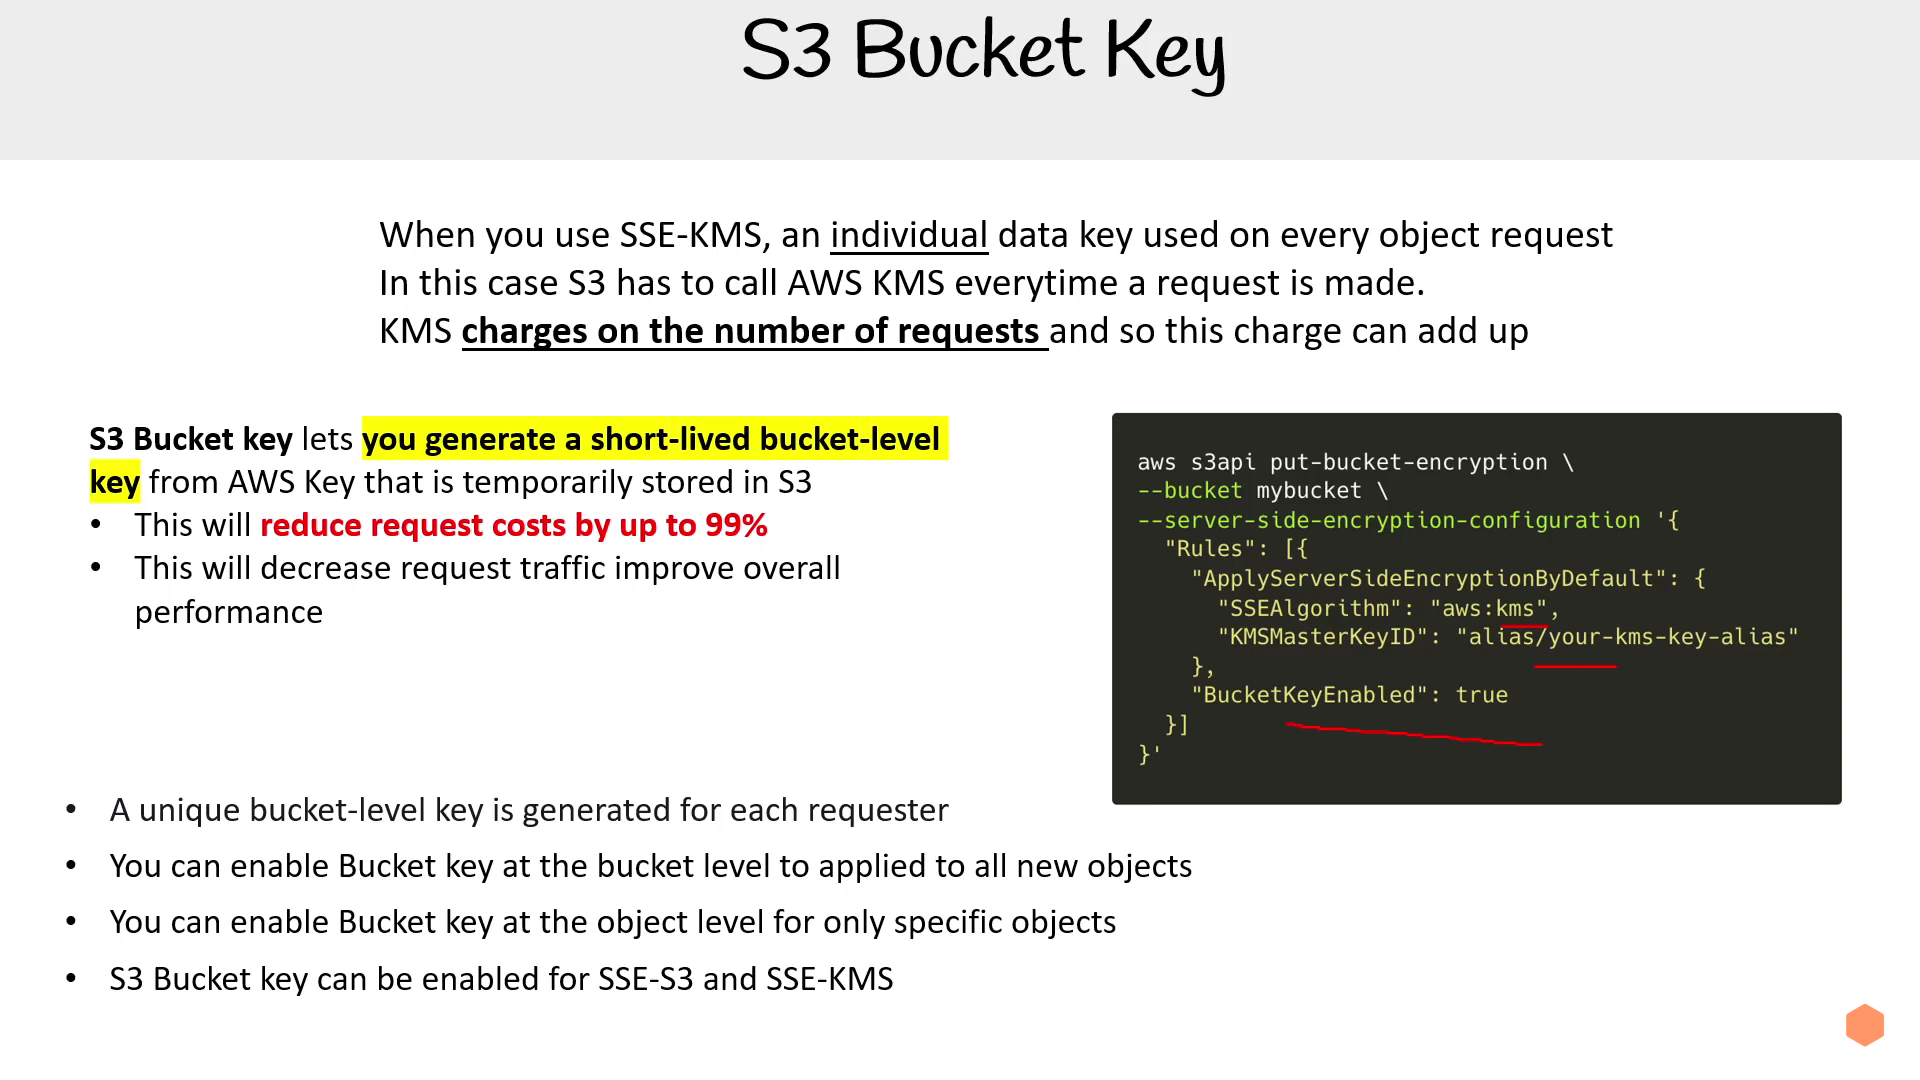 S3 Bucket Key
When you use SSE-KMS, an individual data key used on every object request
In this case S3 has to call AWS KMS everytime a request is made.
KMS charges on the number of requests and so this charge can add up
S3 Bucket key lets you generate a short-lived bucket-level
key from AWS Key that is temporarily stored in S3
• This will reduce request costs by up to 99%
• This will decrease request traffic improve overall
performance
aws s3api put-bucket-encryption \
--bucket mybucket \
--server-side-encryption-configuration '{
  "Rules": [{
    "ApplyServerSideEncryptionByDefault": {
      "SSEAlgorithm": "aws:kms",
      "KMSMasterKeyID": "alias/your-kms-key-alias"
    },
    "BucketKeyEnabled": true
  }]
}'
• A unique bucket-level key is generated for each requester
• You can enable Bucket key at the bucket level to applied to all new objects
• You can enable Bucket key at the object level for only specific objects
• S3 Bucket key can be enabled for SSE-S3 and SSE-KMS